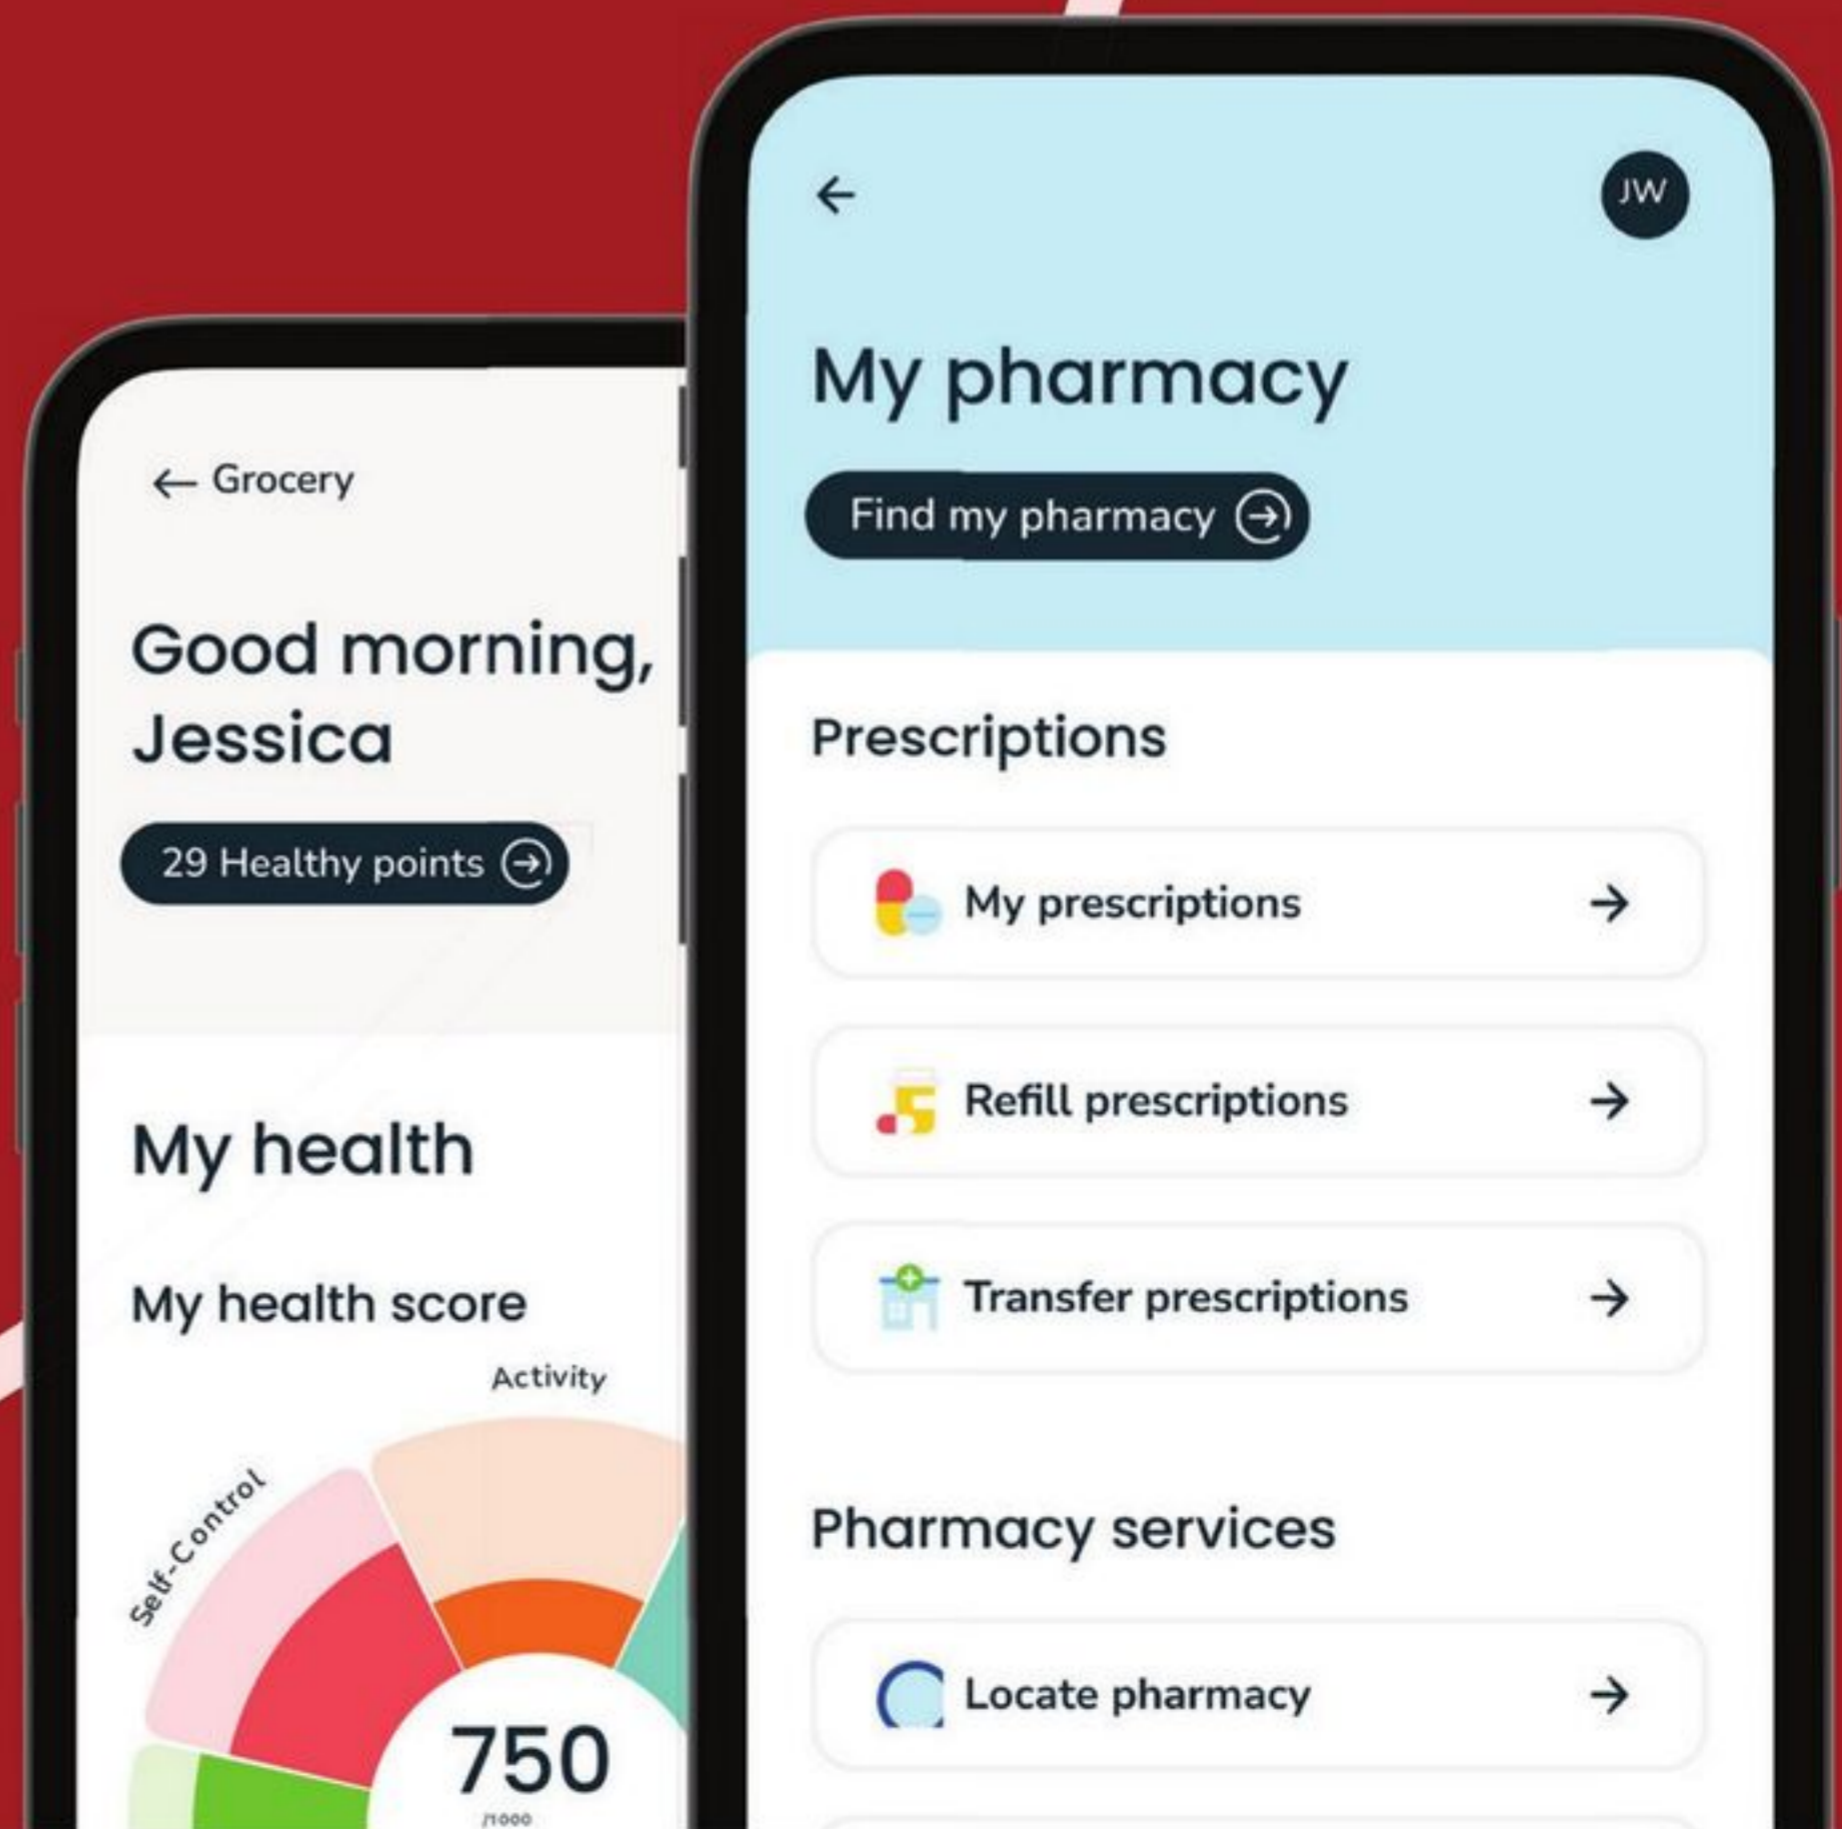 ← Grocery
Good morning,
Jessica
29 Healthy points
My health
My health score
Activity
Self-Control
750
/1000
JW
My pharmacy
Find my pharmacy
Prescriptions
My prescriptions
Refill prescriptions
Transfer prescriptions
Pharmacy services
Locate pharmacy